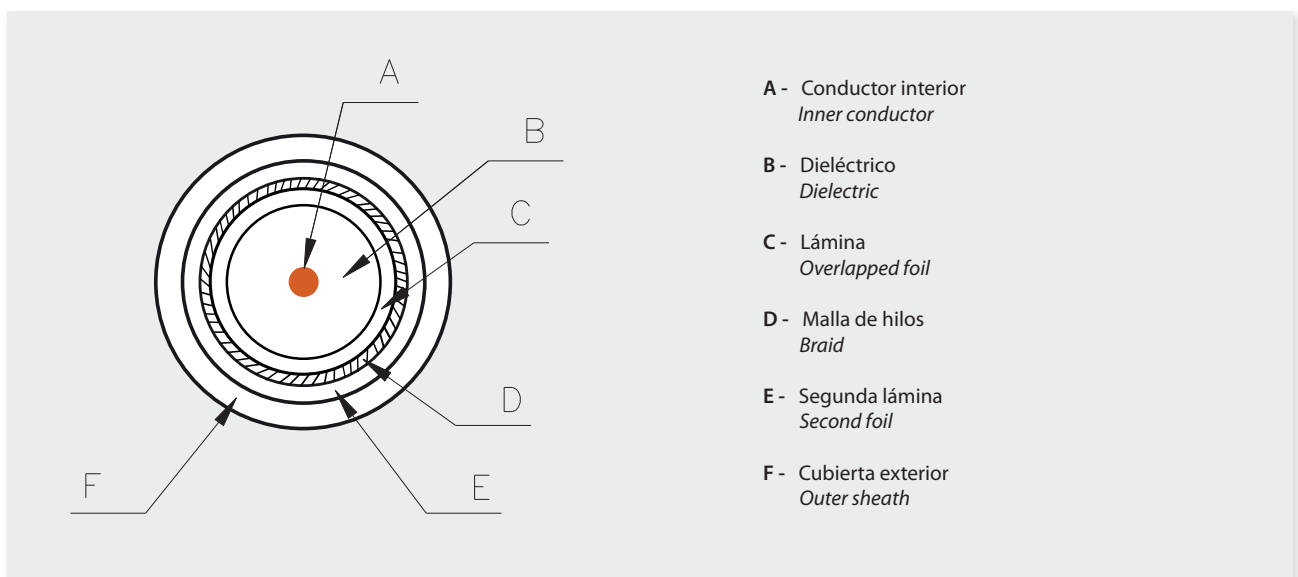 A
B
C
D
E
F
A - Conductor interior
Inner conductor
B - Dieléctrico
Dielectric
C - Lámina
Overlapped foil
D - Malla de hilos
Braid
E - Segunda lámina
Second foil
F - Cubierta exterior
Outer sheath